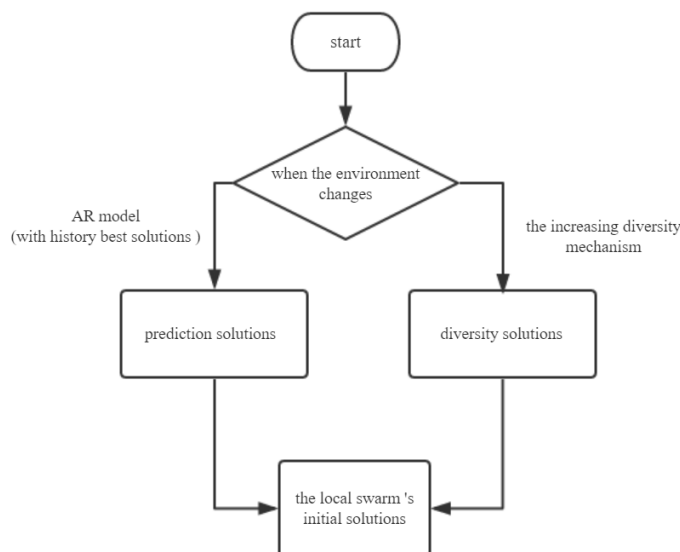 start
when the environment
changes
AR model
(with history best solutions )
the increasing diversity
mechanism
prediction solutions
diversity solutions
the local swarm 's
initial solutions